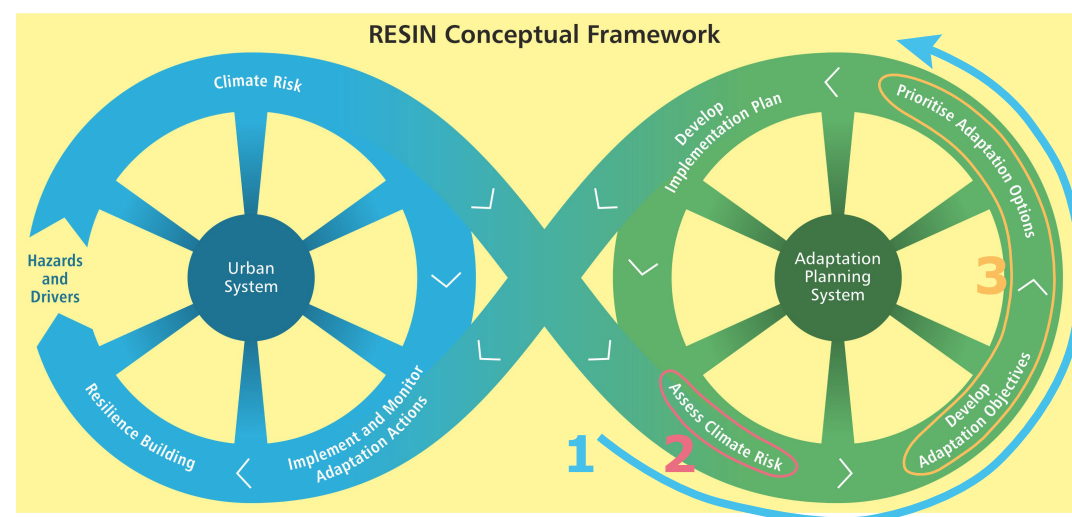 RESIN Conceptual Framework
Climate Risk
Hazards
and
Drivers
Urban
System
Resilience Building
Implement and Monitor
Adaptation Actions
Develop
Implementation Plan
Prioritise Adaptation Options
Adaptation
Planning
System
Assess Climate Risk
Develop
Adaptation Objectives
1
2
3